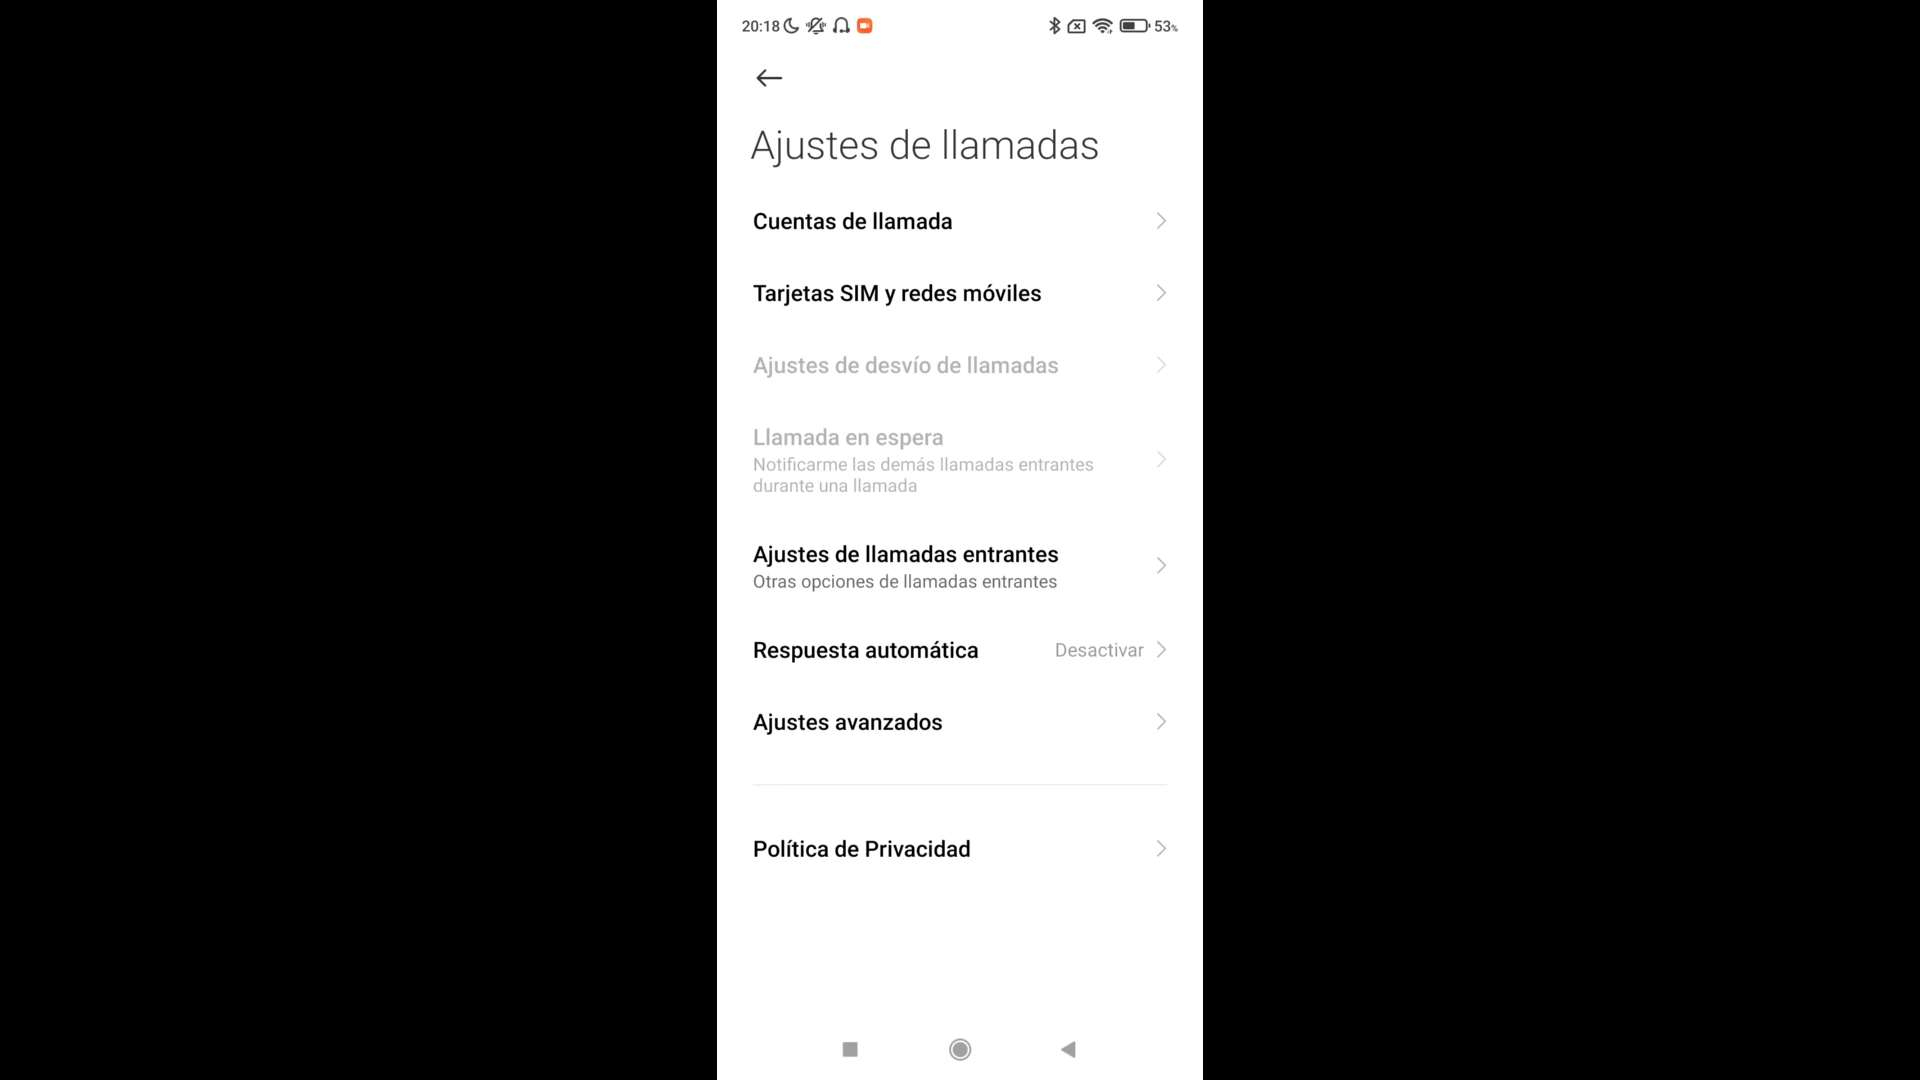 20:18 53%
Ajustes de llamadas
Cuentas de llamada
Tarjetas SIM y redes móviles
Ajustes de desvío de llamadas
Llamada en espera
Notificarme las demás llamadas entrantes
durante una llamada
Ajustes de llamadas entrantes
Otras opciones de llamadas entrantes
Respuesta automática Desactivar
Ajustes avanzados
Política de Privacidad